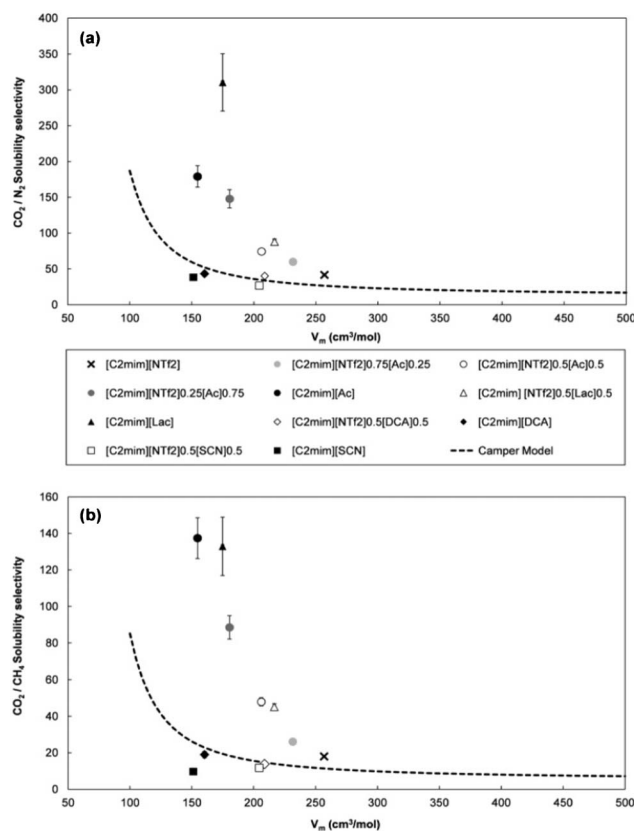 (a)
CO2 / N2 Solubility selectivity
400
350
300
250
200
150
100
50
0
50 100 150 200 250 300 350 400 450 500
Vm (cm³/mol)
[C2mim][NTf2] [C2mim][NTf2]0.75[Ac]0.25 [C2mim][NTf2]0.5[Ac]0.5
[C2mim][NTf2]0.25[Ac]0.75 [C2mim][Ac] [C2mim] [NTf2]0.5[Lac]0.5
[C2mim][Lac] [C2mim][NTf2]0.5[DCA]0.5 [C2mim][DCA]
[C2mim][NTf2]0.5[SCN]0.5 [C2mim][SCN] Camper Model
(b)
CO2 / CH4 Solubility selectivity
160
140
120
100
80
60
40
20
0
50 100 150 200 250 300 350 400 450 500
Vm (cm³/mol)